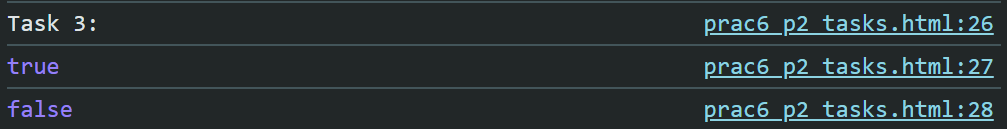 Task 3: prac6_p2_tasks.html:26
true prac6_p2_tasks.html:27
false prac6_p2_tasks.html:28